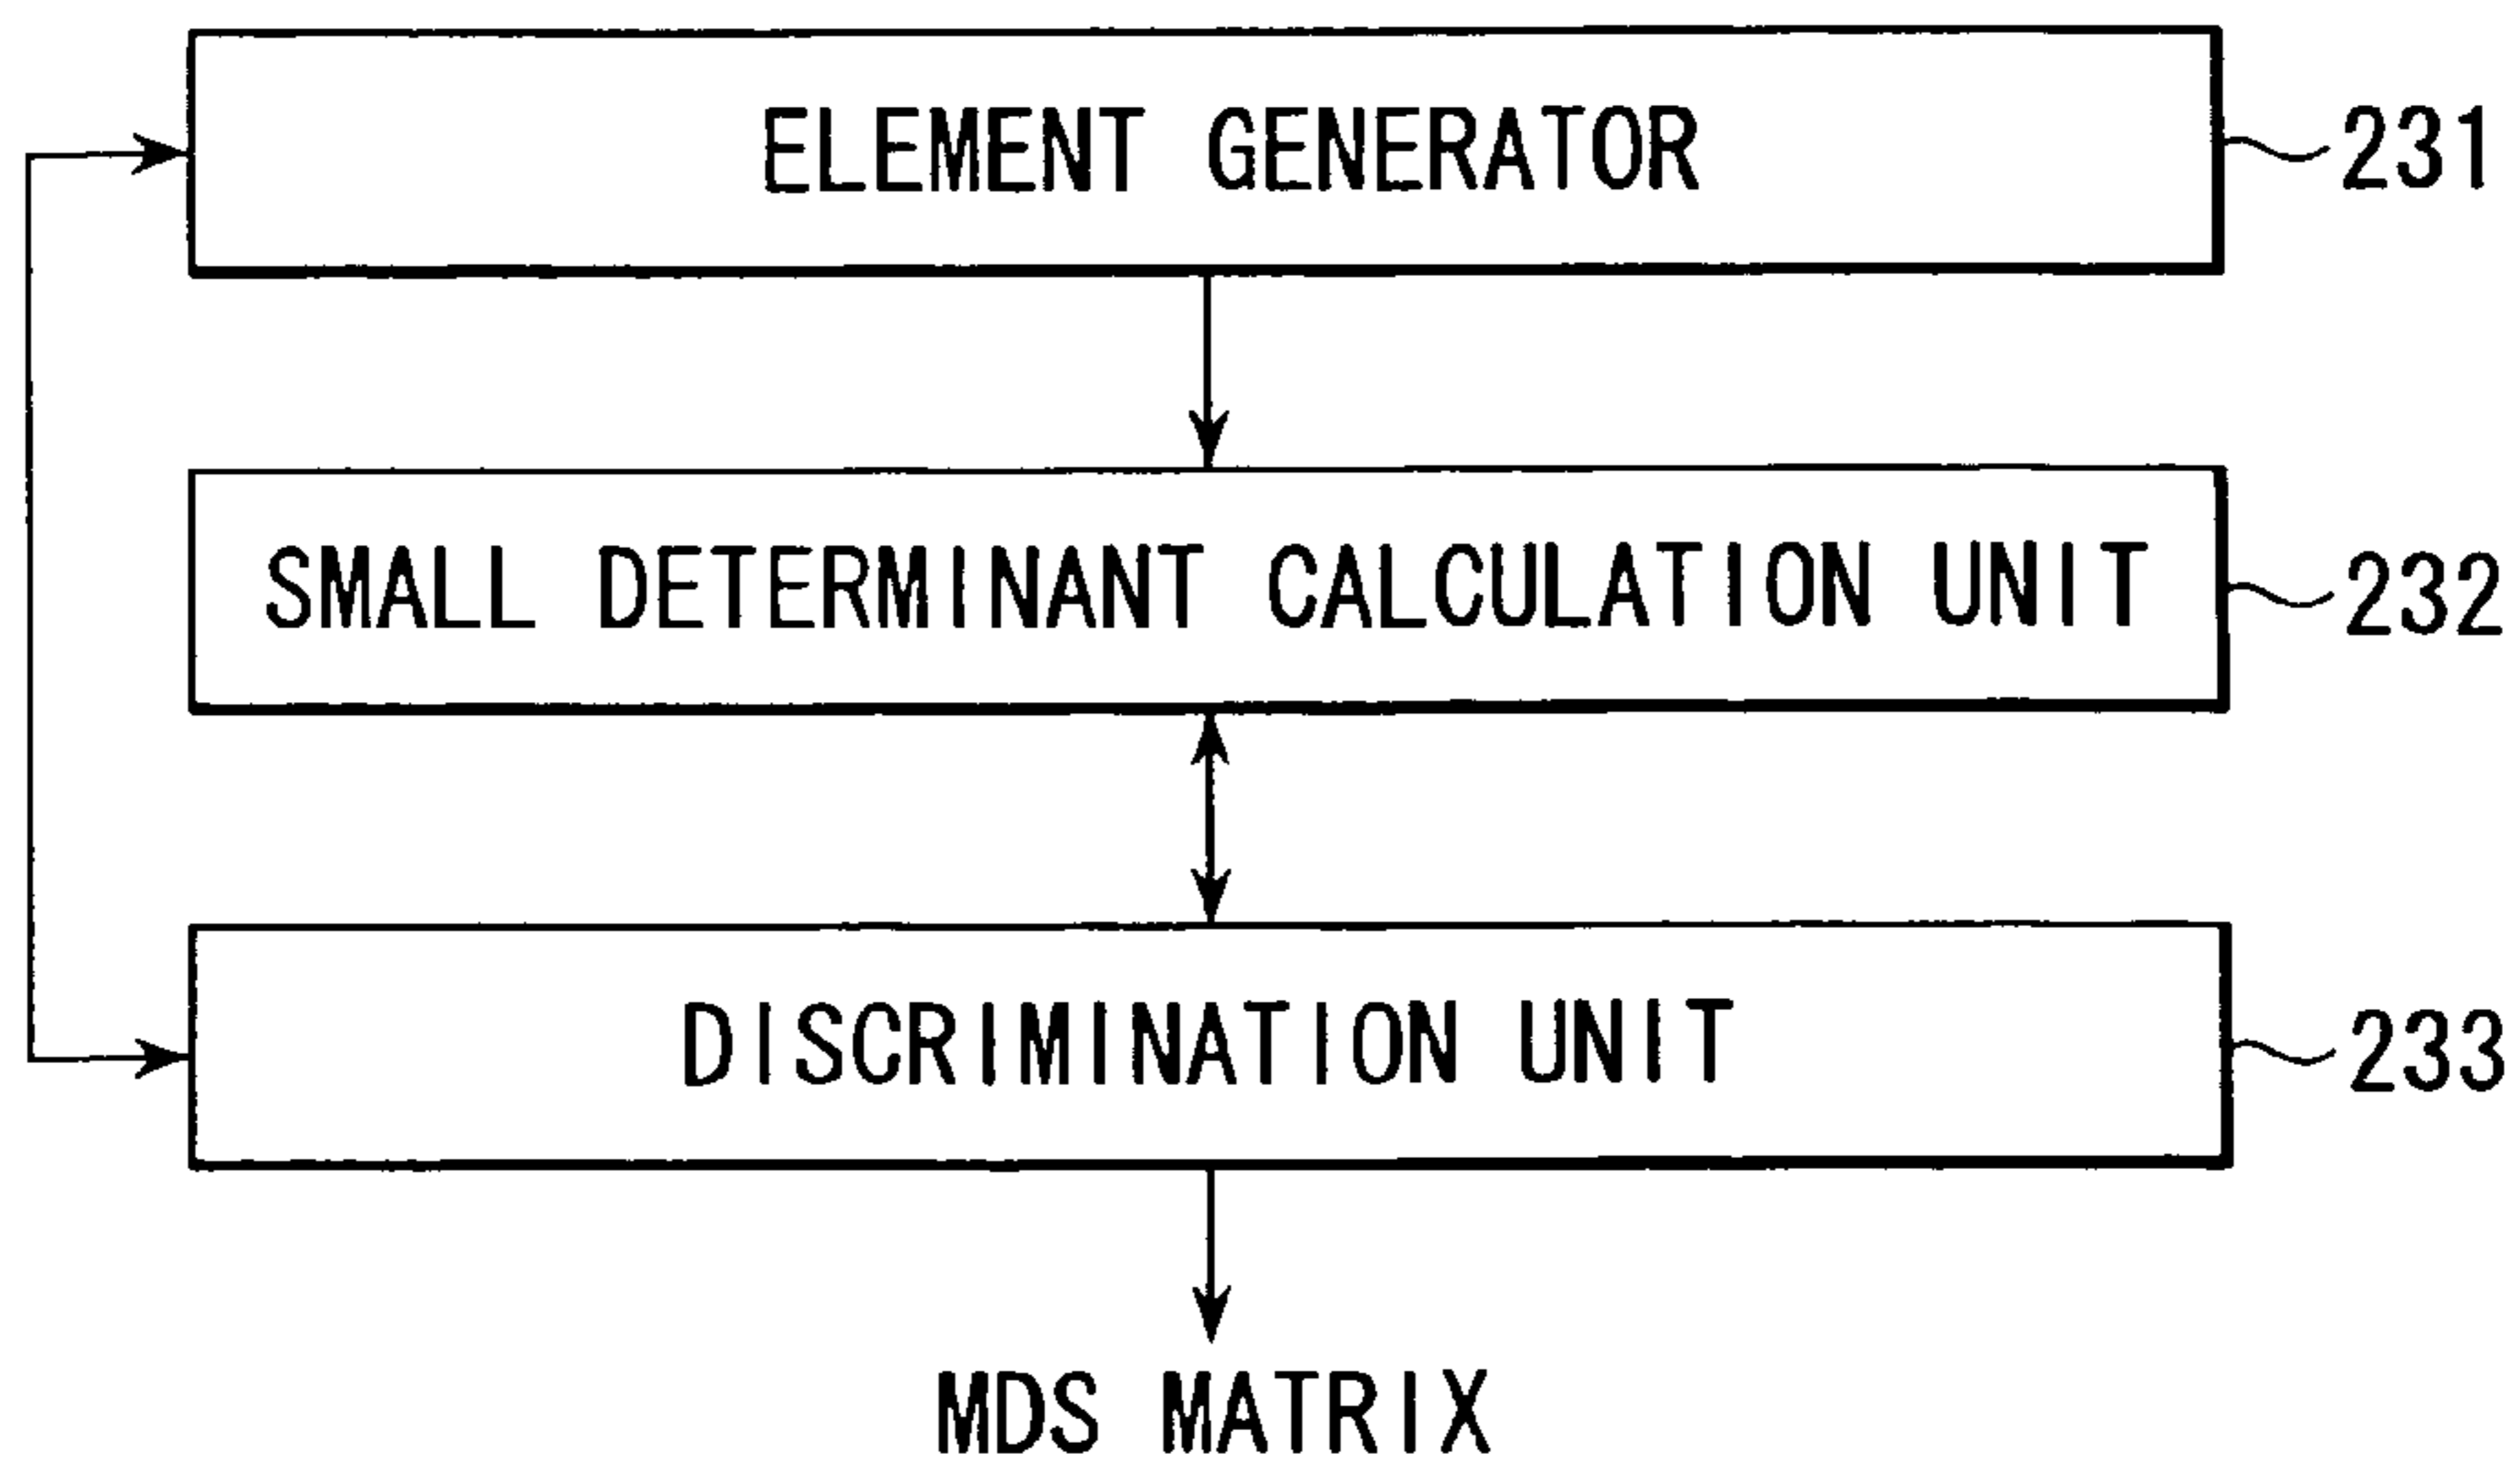 ELEMENT GENERATOR
231
SMALL DETERMINANT CALCULATION UNIT
232
DISCRIMINATION UNIT
233
MDS MATRIX